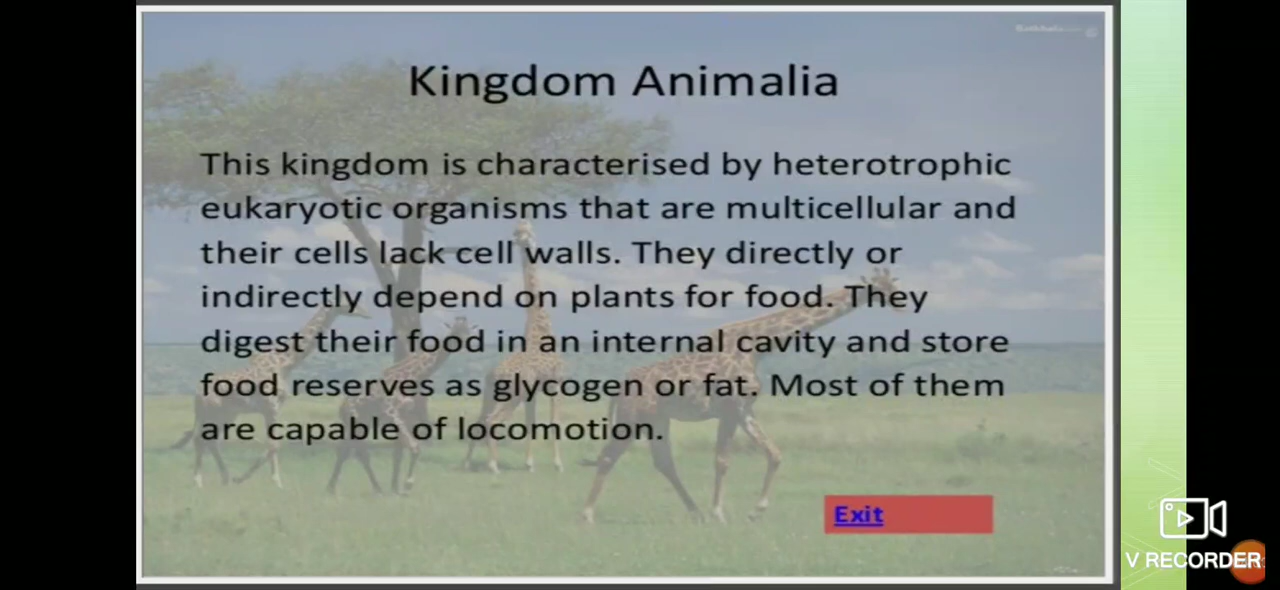 Kingdom Animalia
This kingdom is characterised by heterotrophic
eukaryotic organisms that are multicellular and
their cells lack cell walls. They directly or
indirectly depend on plants for food. They
digest their food in an internal cavity and store
food reserves as glycogen or fat. Most of them
are capable of locomotion.
Exit
V RECORDER